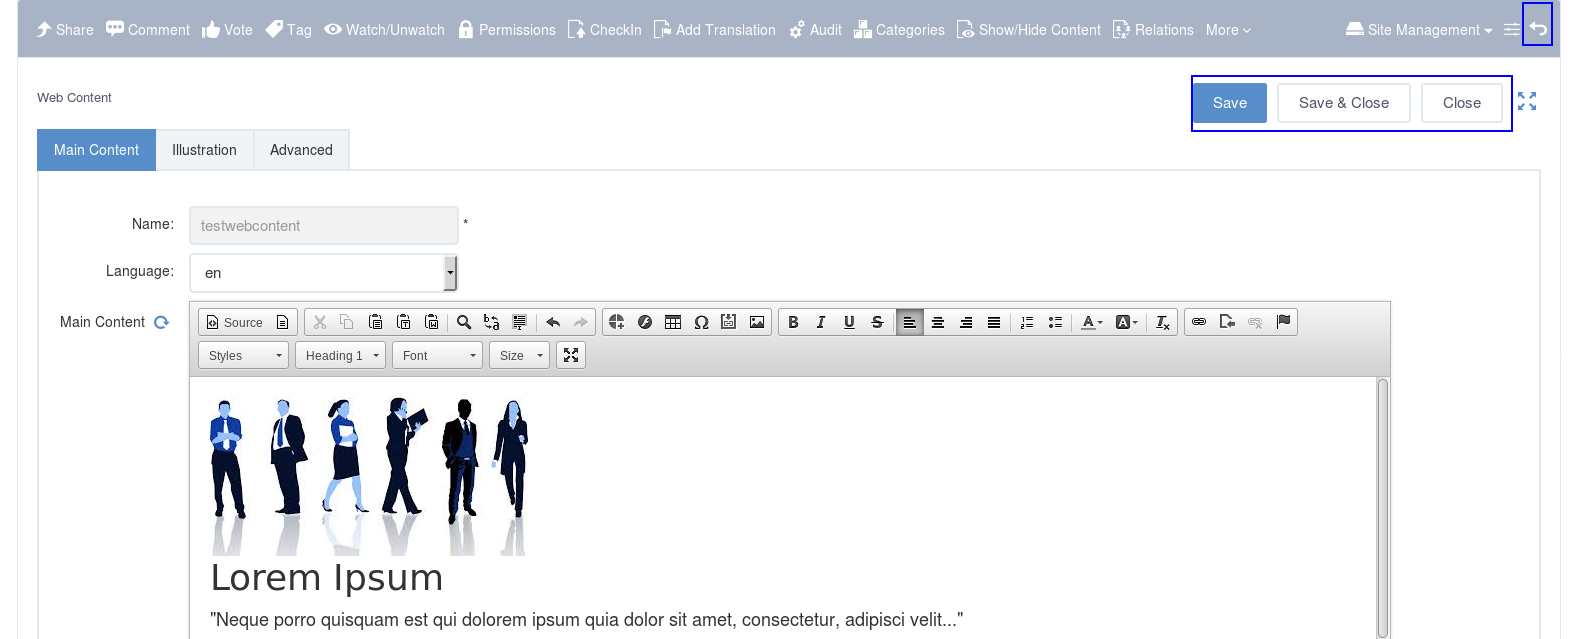 Share Comment Vote Tag Watch/Unwatch Permissions CheckIn Add Translation Audit Categories Show/Hide Content Relations More Site Management
Web Content
Save Save & Close Close
Main Content Illustration Advanced
Name: testwebcontent *
Language: en
Main Content
Source
Styles Heading 1 Font Size
Lorem Ipsum
"Neque porro quisquam est qui dolorem ipsum quia dolor sit amet, consectetur, adipisci velit..."